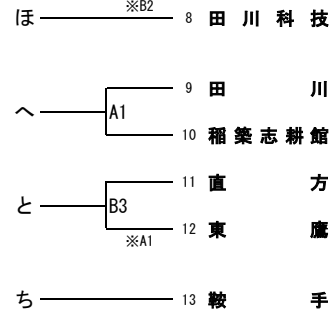 ほ ※B2 8 田川科技
9 田川
へ A1
10 稲築志耕館
11 直方
と B3
※A1 12 東鷹
ち 13 鞍手